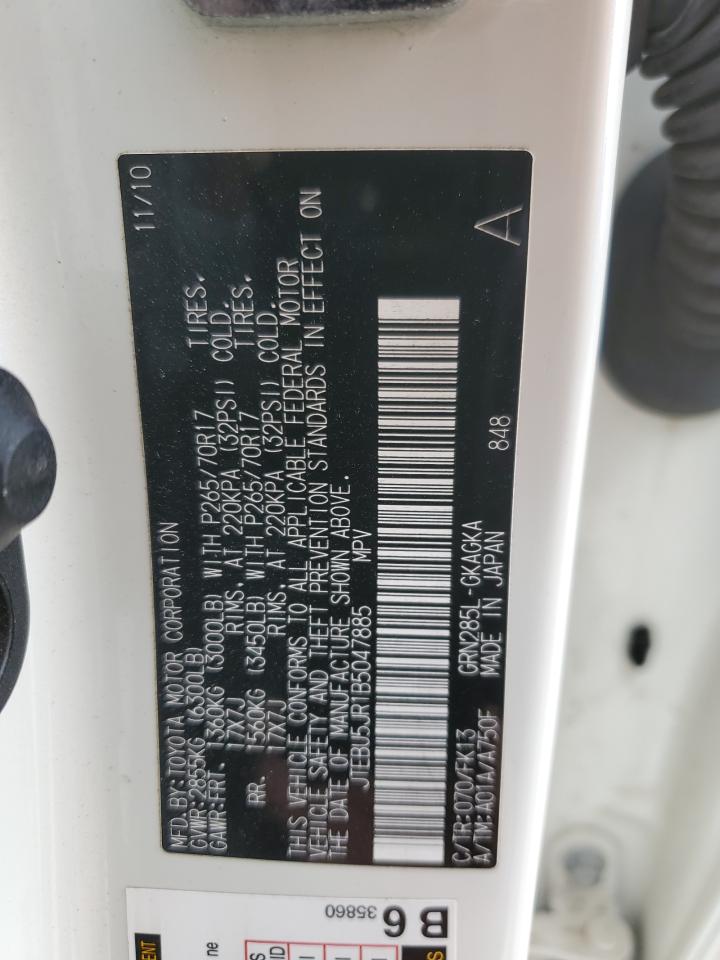 MFD.BY:TOYOTA MOTOR CORPORATION 11/10
GVWR:2855KG (6300LB)
GAWR:FRT. 1360KG (3000LB) WITH P265/70R17 TIRES.
17X7J RIMS, AT 220KPA (32PSI) COLD.
RR. 1560KG (3450LB) WITH P265/70R17 TIRES.
17X7J RIMS, AT 220KPA (32PSI) COLD.
THIS VEHICLE CONFORMS TO ALL APPLICABLE FEDERAL MOTOR
VEHICLE SAFETY AND THEFT PREVENTION STANDARDS IN EFFECT ON
THE DATE OF MANUFACTURE SHOWN ABOVE.
JTEBU5JR1B5047885 MPV
C/TR:070/FK13 GRN285L-GKAGKA
A/TM:A01A/A750F MADE IN JAPAN 848
A
B6
35860
ne